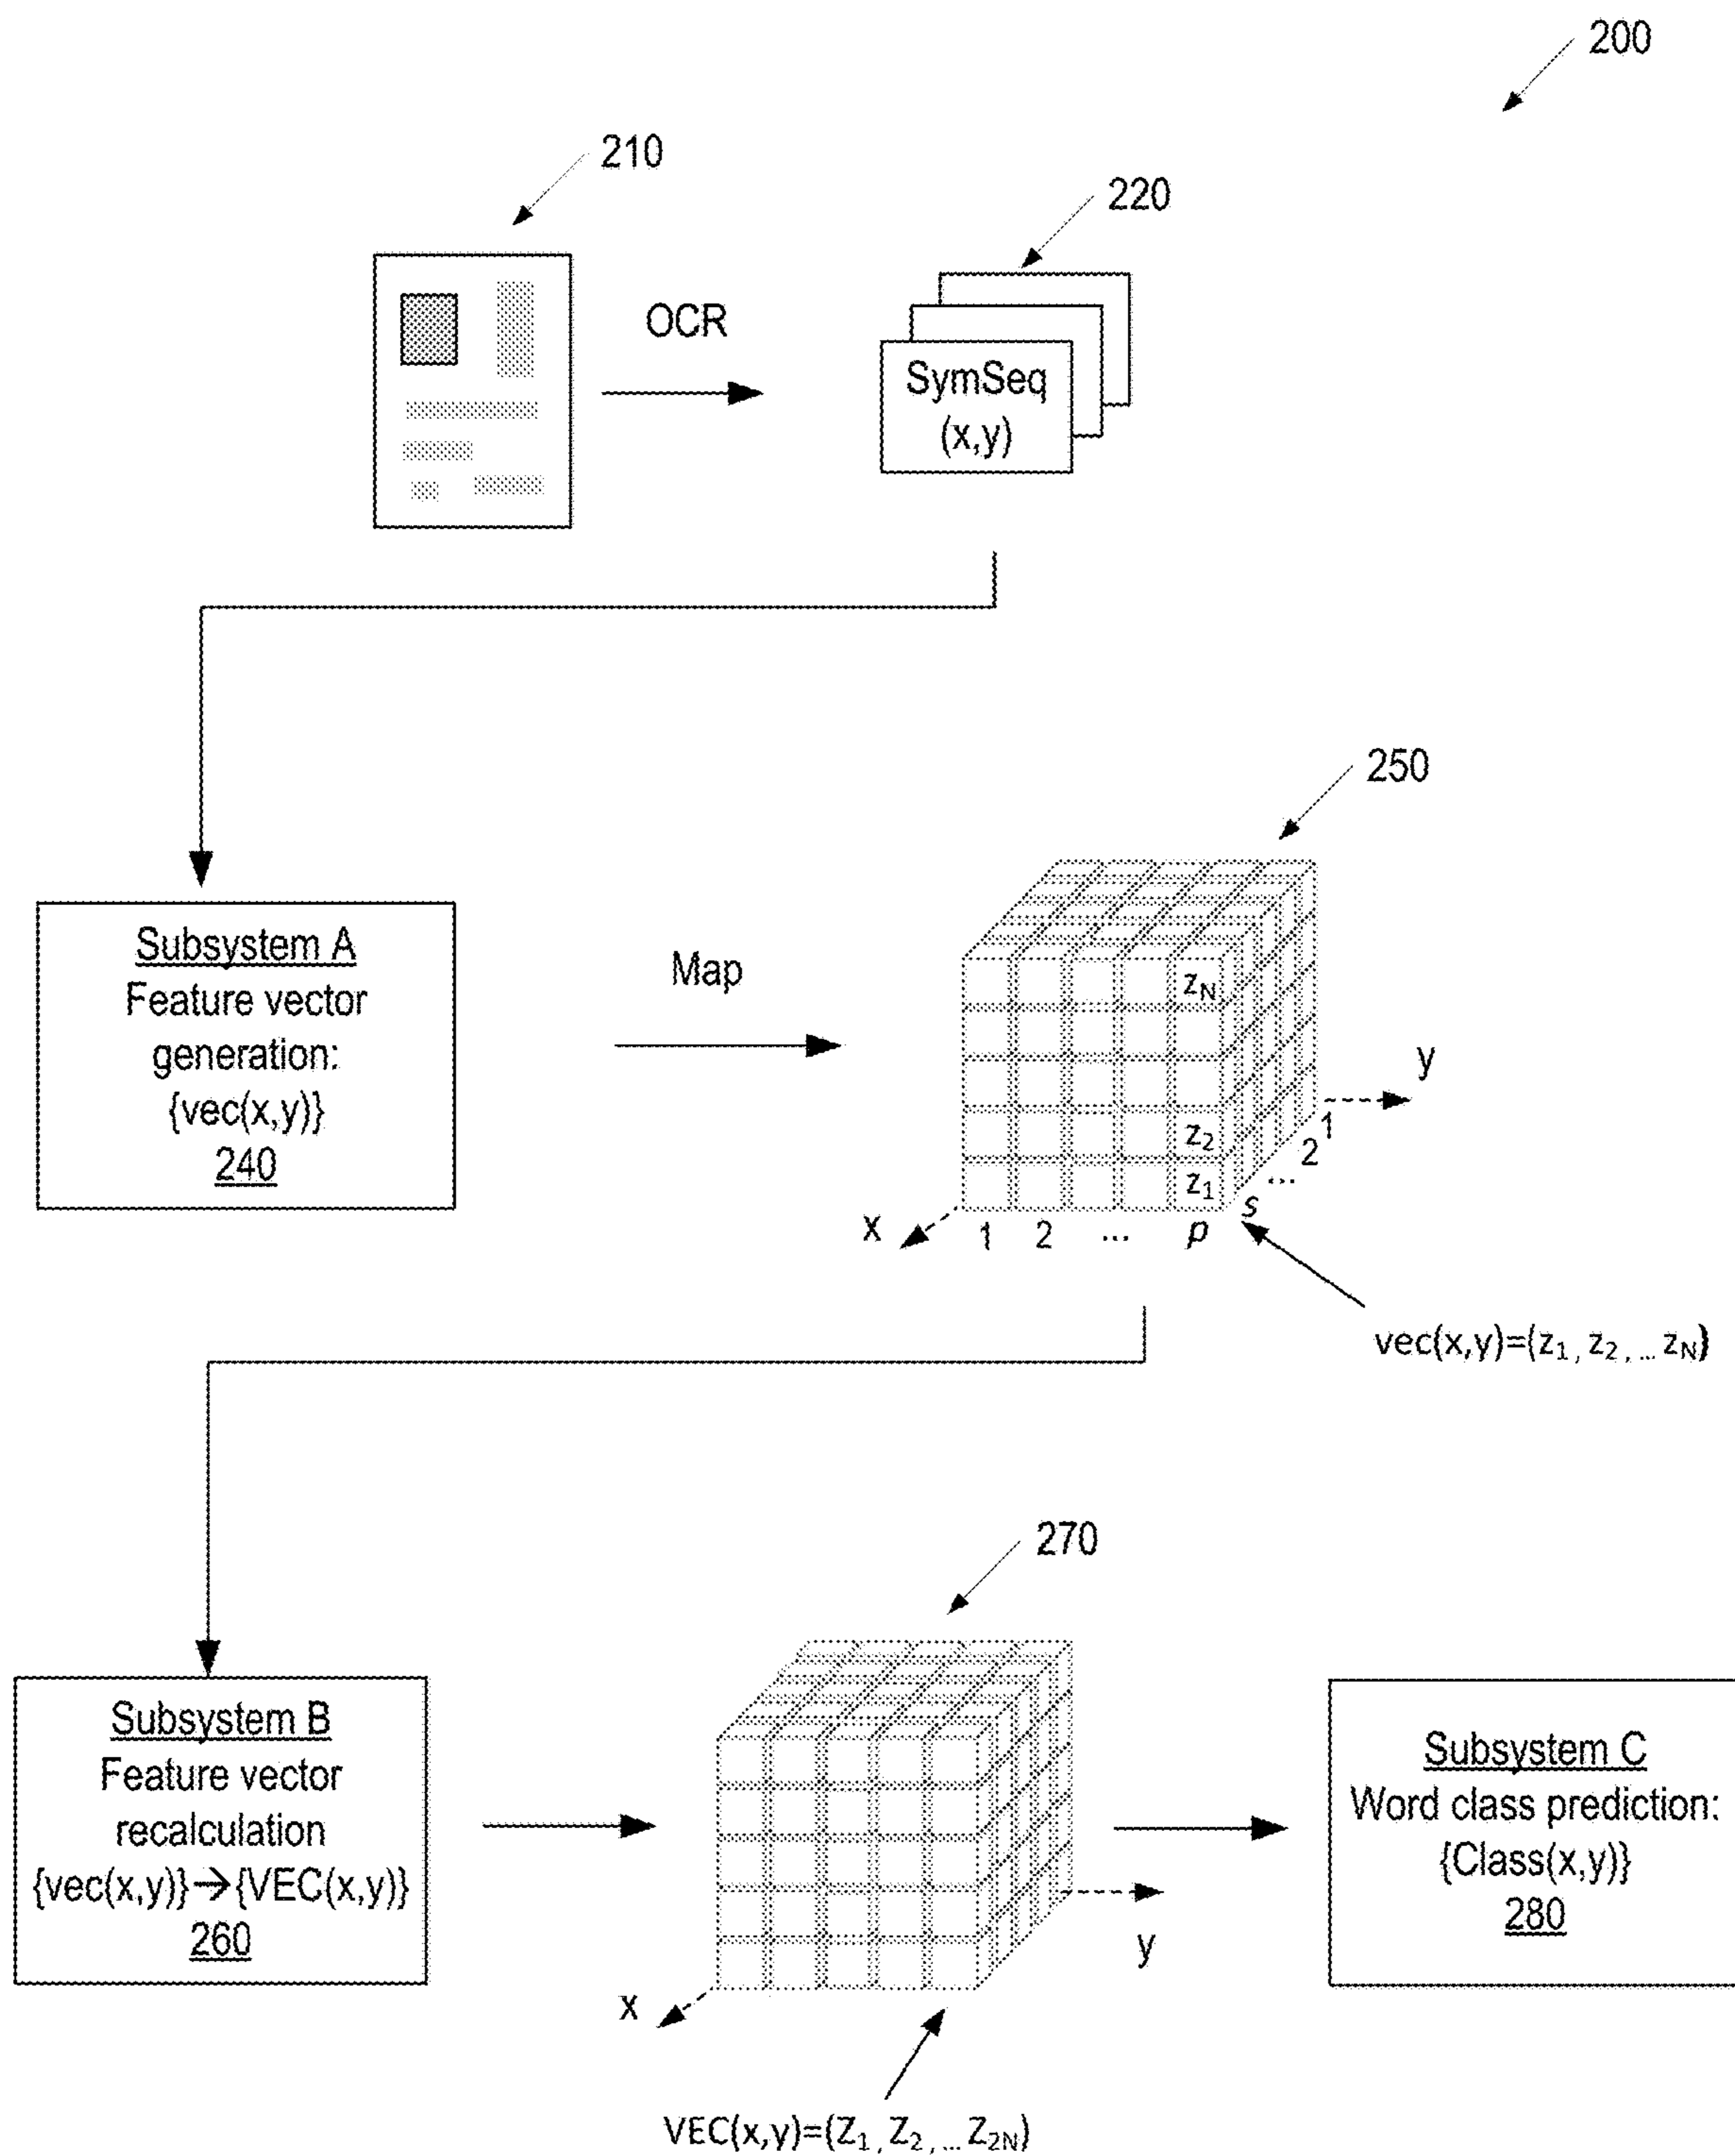 200
210
220
OCR
SymSeq
(x,y)
250
Subsystem A
Feature vector
generation:
{vec(x,y)}
240
Map
z_N
z_2
z_1
y
1
2
...
s
x
1 2 ... p
vec(x,y)=(z_1, z_2, ... z_N)
270
Subsystem B
Feature vector
recalculation
{vec(x,y)}→{VEC(x,y)}
260
y
x
VEC(x,y)=(Z_1, Z_2, ... Z_2N)
Subsystem C
Word class prediction:
{Class(x,y)}
280